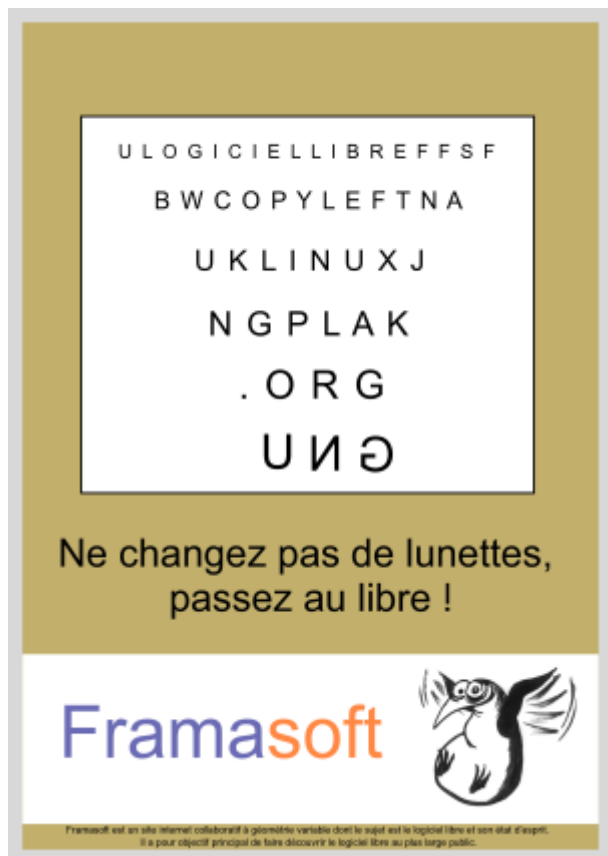 U L O G I C I E L L I B R E F F S F
B W C O P Y L E F T N A
U K L I N U X J
N G P L A K
. O R G
U N G
Ne changez pas de lunettes,
passez au libre !
Framasoft
Framasoft est un site internet collaboratif à géométrie variable dont le sujet est le logiciel libre et son état d'esprit.
Il a pour objectif principal de faire découvrir le logiciel libre au plus large public.